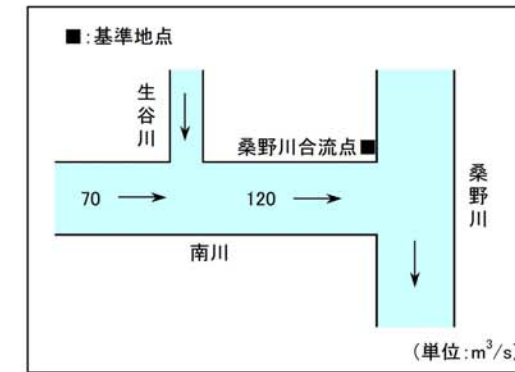 ■:基準地点
生谷川
桑野川合流点■
桑野川
70
120
南川
(単位:m³/s)